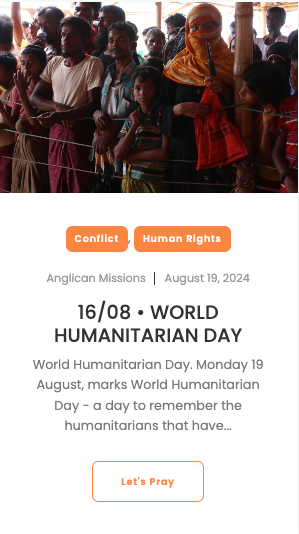 Conflict, Human Rights
Anglican Missions | August 19, 2024
16/08 • WORLD
HUMANITARIAN DAY
World Humanitarian Day. Monday 19
August, marks World Humanitarian
Day - a day to remember the
humanitarians that have...
Let's Pray